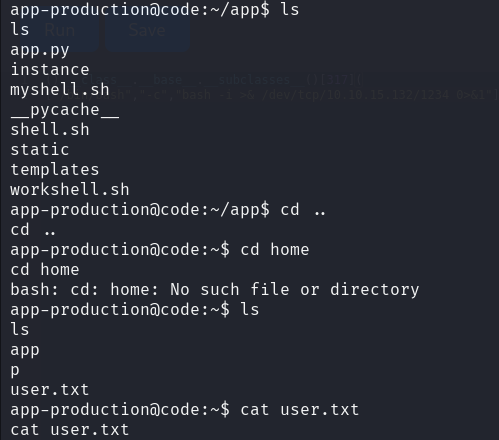 app-production@code:~/app$ ls
ls
Run Save
app.py
instance
myshell.sh
__pycache__
shell.sh
static
templates
workshell.sh
app-production@code:~/app$ cd ..
cd ..
app-production@code:~$ cd home
cd home
bash: cd: home: No such file or directory
app-production@code:~$ ls
ls
app
p
user.txt
app-production@code:~$ cat user.txt
cat user.txt